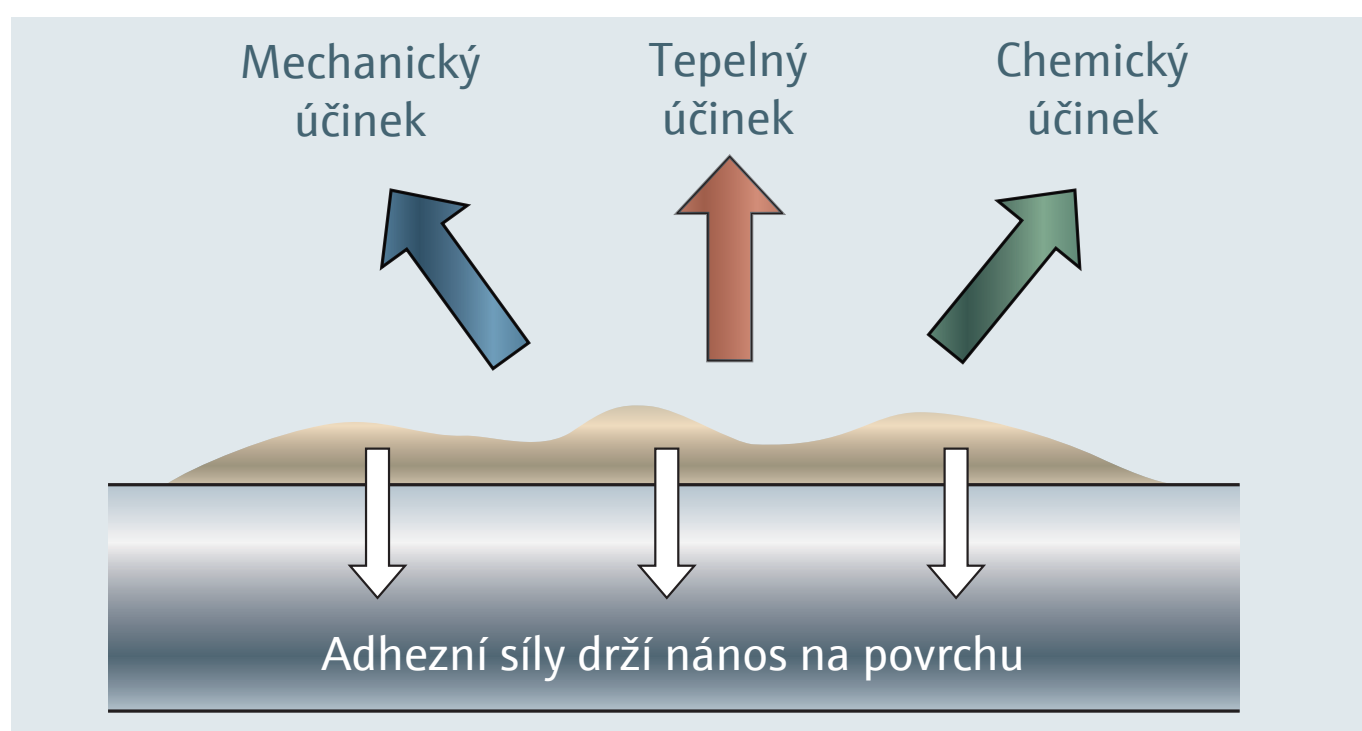 Mechanický
účinek
Tepelný
účinek
Chemický
účinek
Adhezní síly drží nános na povrchu